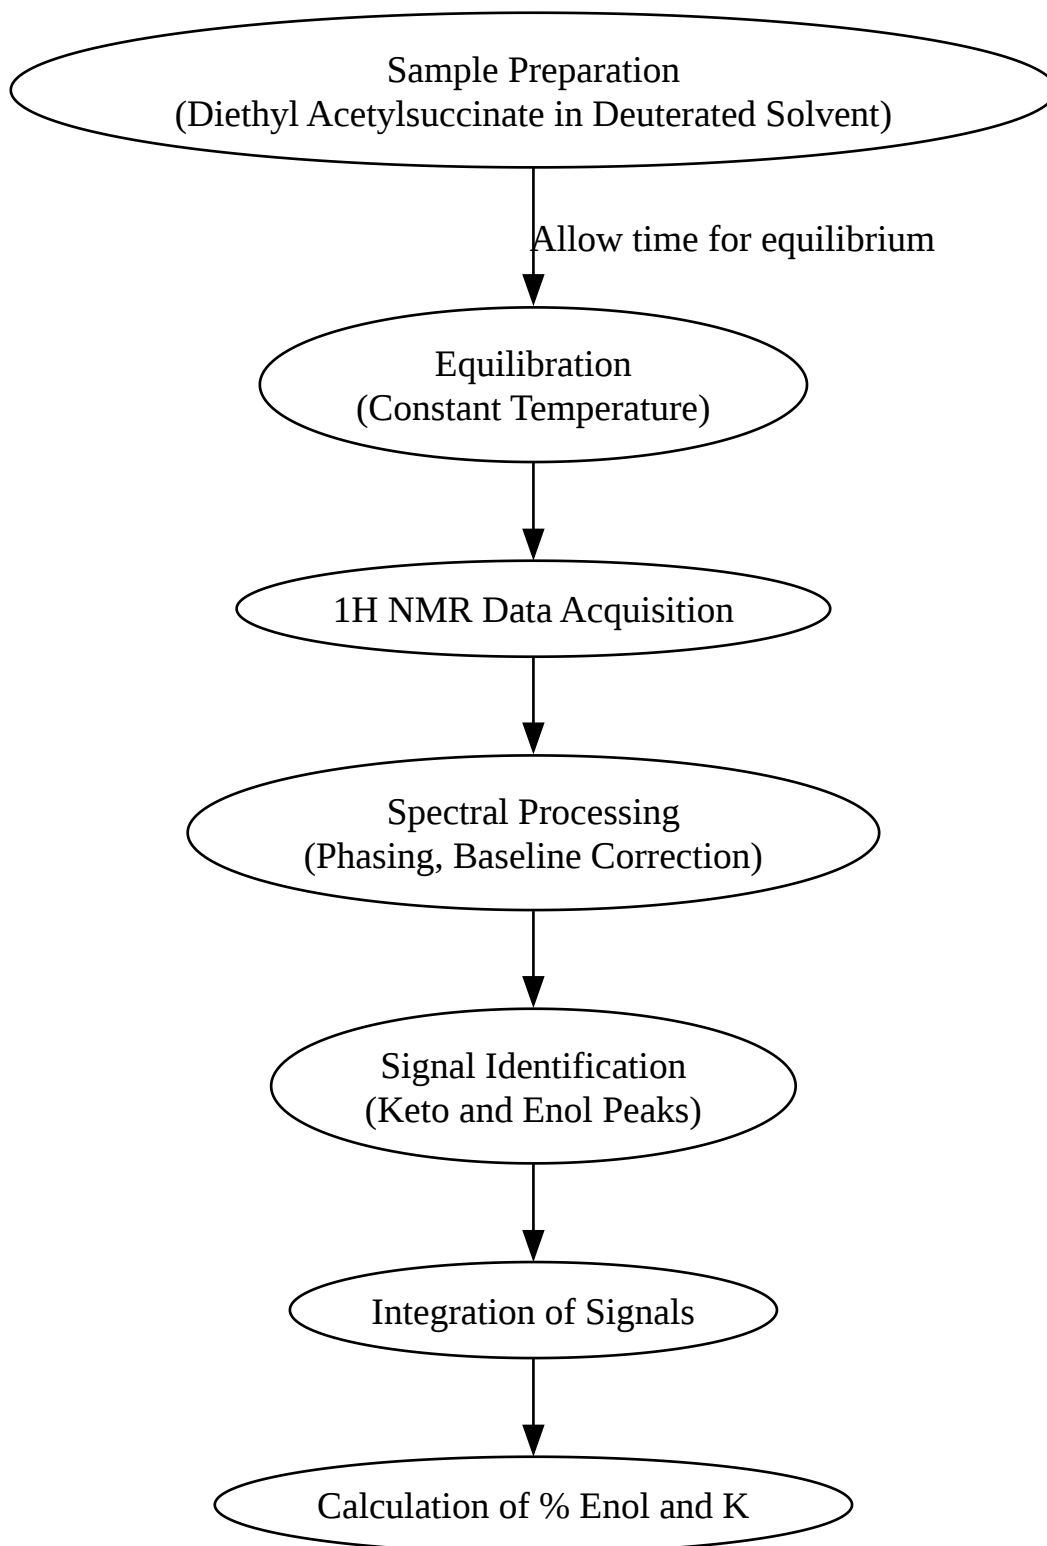 Sample Preparation
(Diethyl Acetylsuccinate in Deuterated Solvent)
Allow time for equilibrium
Equilibration
(Constant Temperature)
1H NMR Data Acquisition
Spectral Processing
(Phasing, Baseline Correction)
Signal Identification
(Keto and Enol Peaks)
Integration of Signals
Calculation of % Enol and K